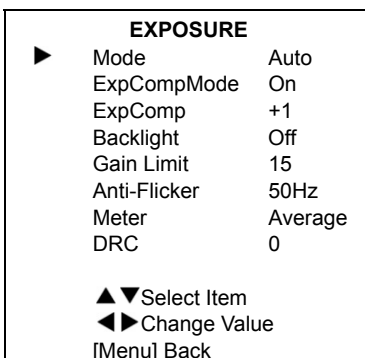 EXPOSURE
▶ Mode Auto
ExpCompMode On
ExpComp +1
Backlight Off
Gain Limit 15
Anti-Flicker 50Hz
Meter Average
DRC 0
▲▼Select Item
◀▶Change Value
[Menu] Back